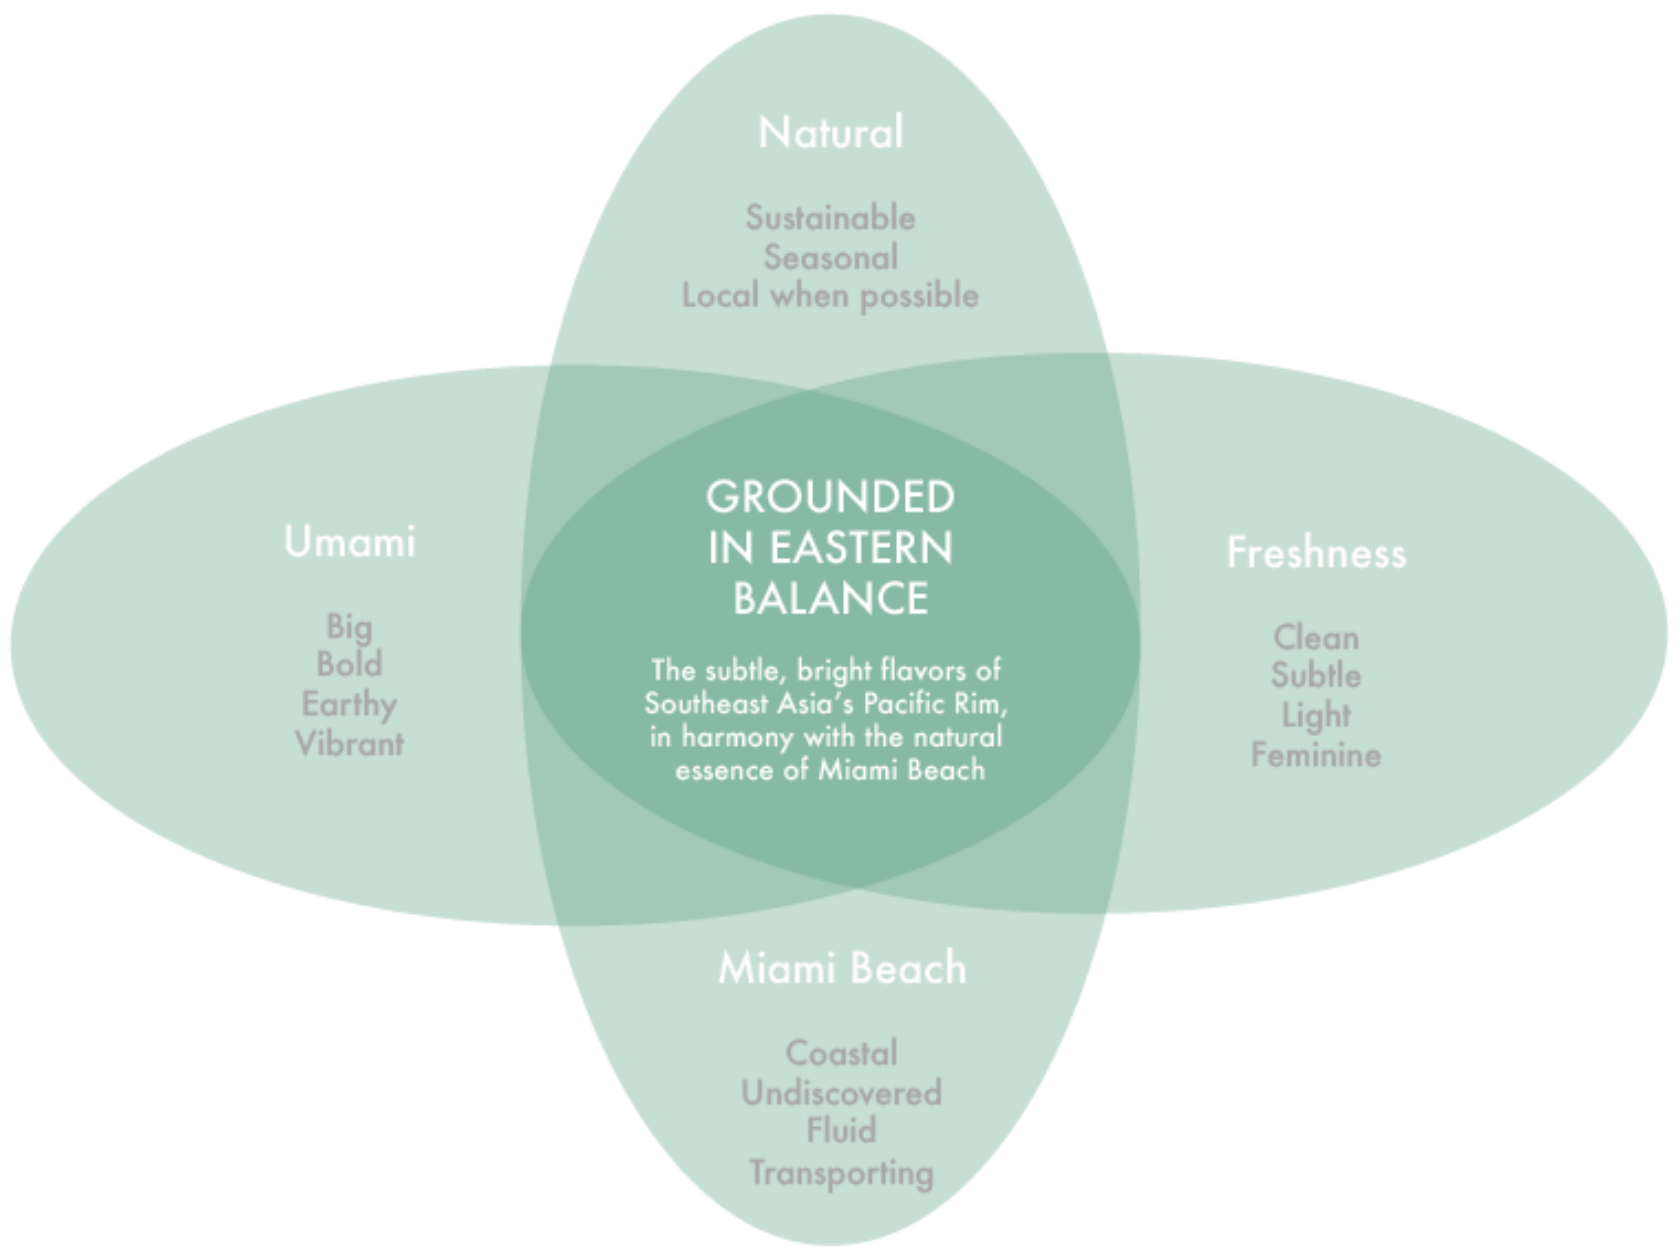 Natural
Sustainable
Seasonal
Local when possible
Umami
Big
Bold
Earthy
Vibrant
GROUNDED
IN EASTERN
BALANCE
The subtle, bright flavors of
Southeast Asia's Pacific Rim,
in harmony with the natural
essence of Miami Beach
Freshness
Clean
Subtle
Light
Feminine
Miami Beach
Coastal
Undiscovered
Fluid
Transporting